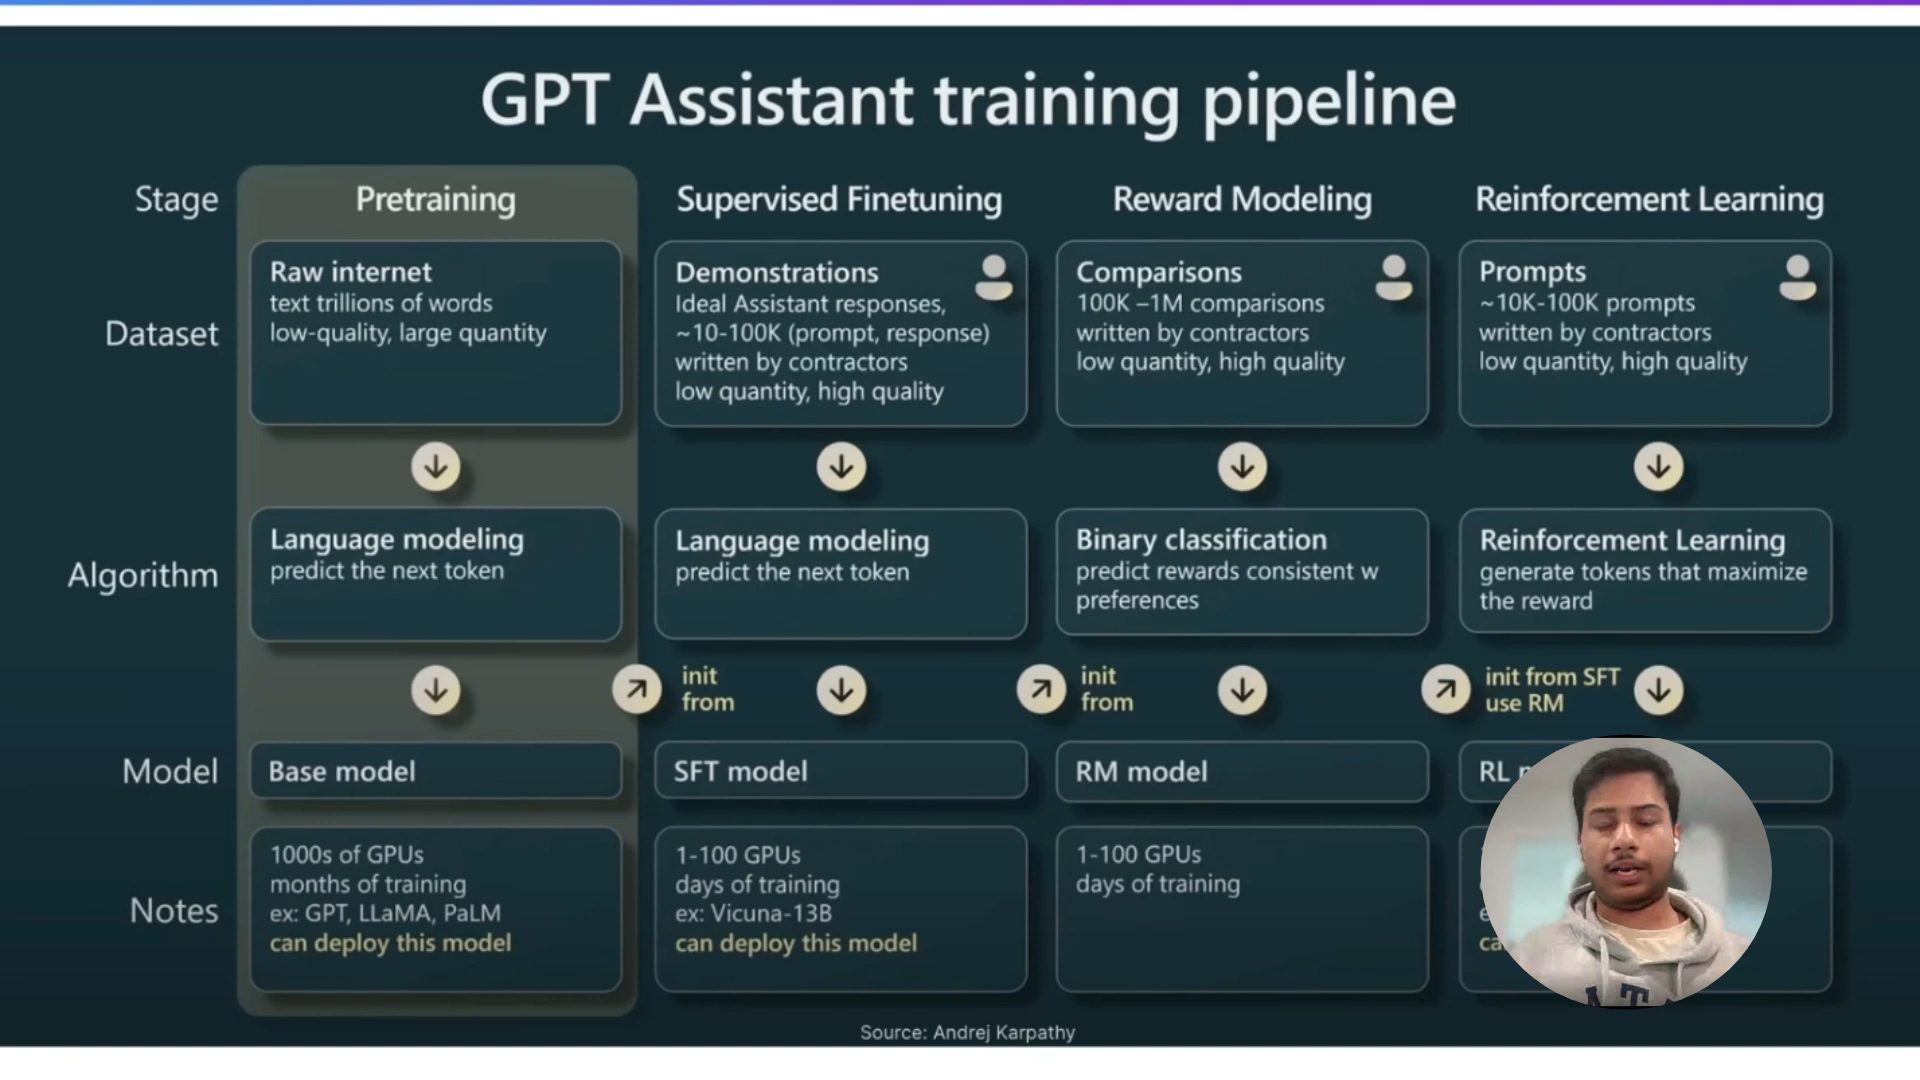 GPT Assistant training pipeline
Stage
Pretraining
Supervised Finetuning
Reward Modeling
Reinforcement Learning
Dataset
Raw internet
text trillions of words
low-quality, large quantity
Demonstrations
Ideal Assistant responses,
~10-100K (prompt, response)
written by contractors
low quantity, high quality
Comparisons
100K –1M comparisons
written by contractors
low quantity, high quality
Prompts
~10K-100K prompts
written by contractors
low quantity, high quality
Algorithm
Language modeling
predict the next token
Language modeling
predict the next token
Binary classification
predict rewards consistent w
preferences
Reinforcement Learning
generate tokens that maximize
the reward
init
from
init
from
init from SFT
use RM
Model
Base model
SFT model
RM model
RL
Notes
1000s of GPUs
months of training
ex: GPT, LLaMA, PaLM
can deploy this model
1-100 GPUs
days of training
ex: Vicuna-13B
can deploy this model
1-100 GPUs
days of training
Source: Andrej Karpathy